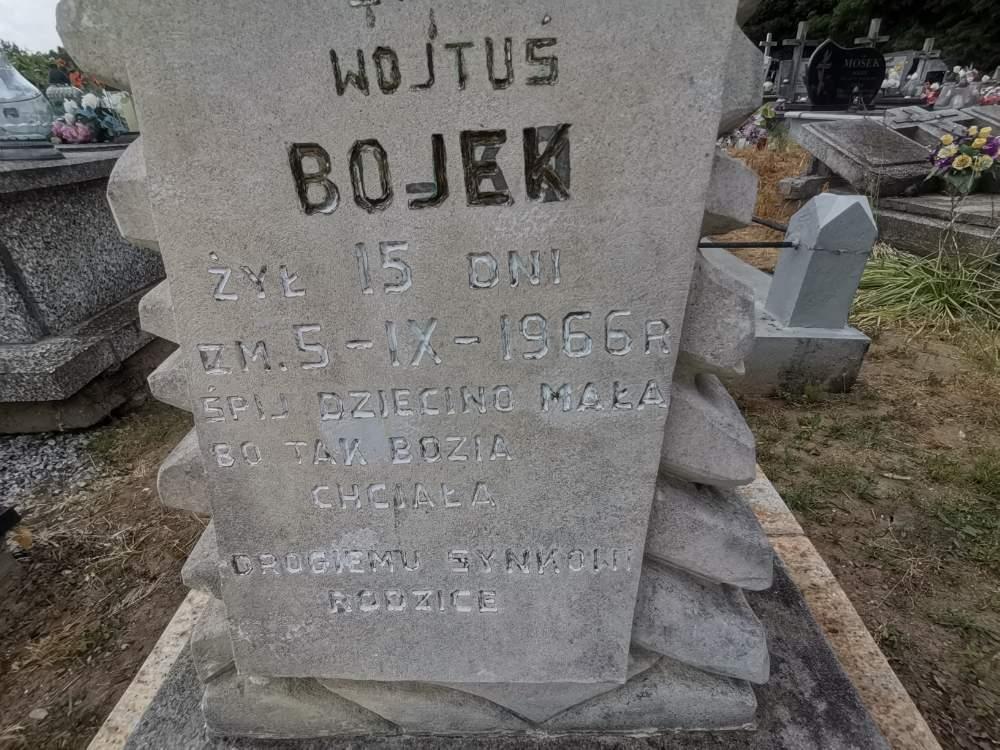 WOJTUŚ
BOJEK
ŻYŁ 15 DNI
ZM. 5-IX-1966R
ŚPIJ DZIECINO MAŁA
BO TAK BOZIA
CHCIAŁA
DROGIEMU SYNKOWI
RODZICE
MOSEK